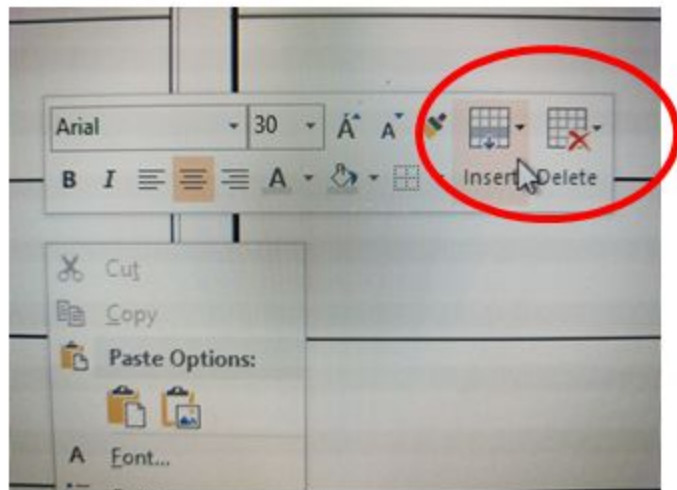 Arial 30 A A
B I A Insert Delete
Cut
Copy
Paste Options:
A Font...